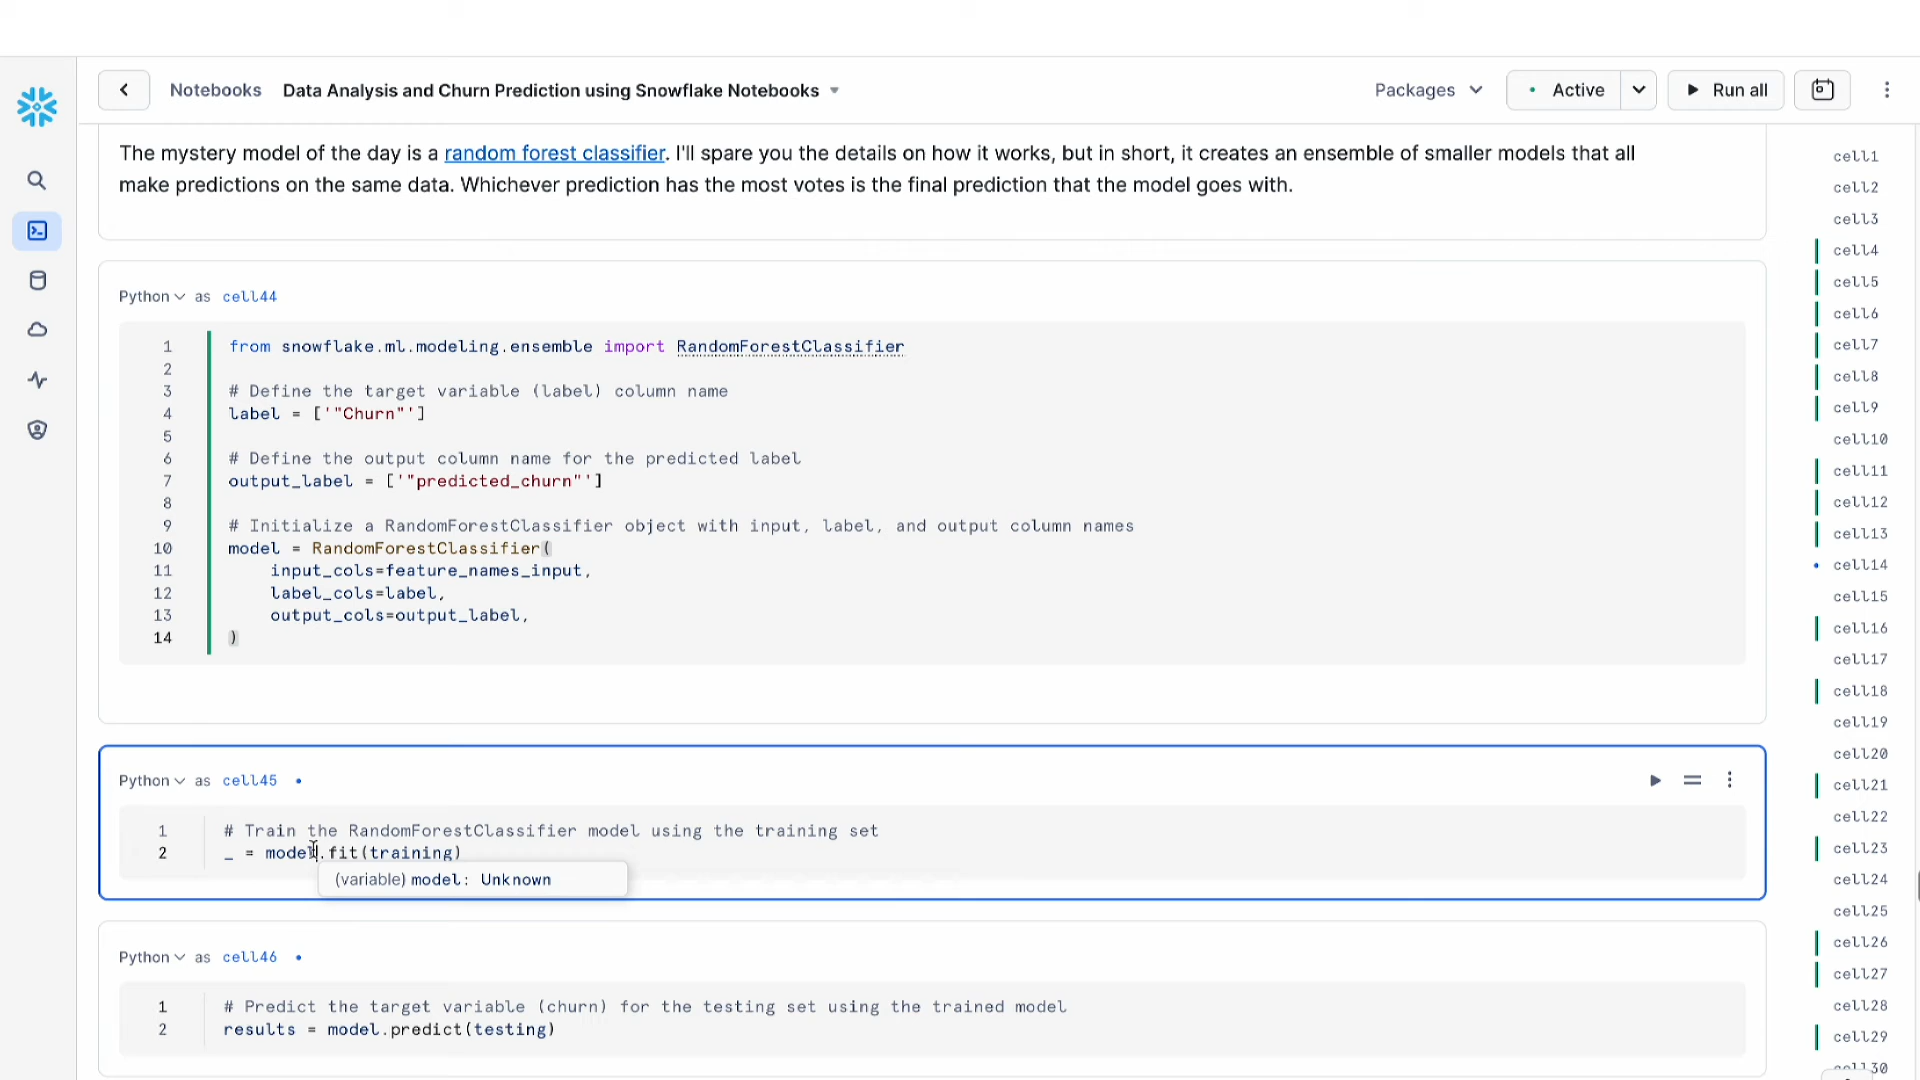 Notebooks Data Analysis and Churn Prediction using Snowflake Notebooks
Packages Active Run all
The mystery model of the day is a random forest classifier. I'll spare you the details on how it works, but in short, it creates an ensemble of smaller models that all
make predictions on the same data. Whichever prediction has the most votes is the final prediction that the model goes with.
Python as cell44
1 from snowflake.ml.modeling.ensemble import RandomForestClassifier
2
3 # Define the target variable (label) column name
4 label = ['"Churn"']
5
6 # Define the output column name for the predicted label
7 output_label = ['"predicted_churn"']
8
9 # Initialize a RandomForestClassifier object with input, label, and output column names
10 model = RandomForestClassifier(
11 input_cols=feature_names_input,
12 label_cols=label,
13 output_cols=output_label,
14 )
Python as cell45
1 # Train the RandomForestClassifier model using the training set
2 _ = model.fit(training)
(variable) model: Unknown
Python as cell46
1 # Predict the target variable (churn) for the testing set using the trained model
2 results = model.predict(testing)
cell1
cell2
cell3
cell4
cell5
cell6
cell7
cell8
cell9
cell10
cell11
cell12
cell13
cell14
cell15
cell16
cell17
cell18
cell19
cell20
cell21
cell22
cell23
cell24
cell25
cell26
cell27
cell28
cell29
cell30